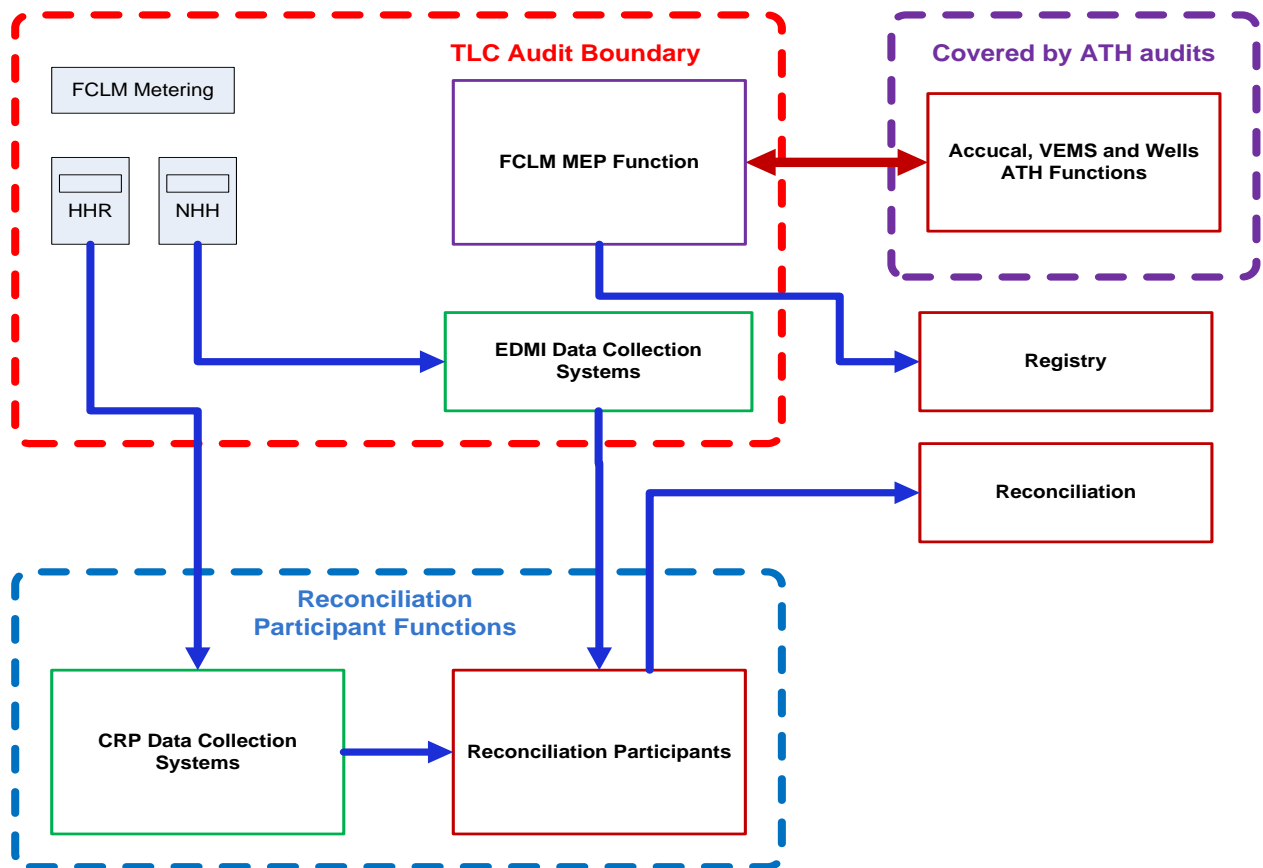 TLC Audit Boundary
Covered by ATH audits
FCLM Metering
FCLM MEP Function
Accucal, VEMS and Wells
ATH Functions
HHR
NHH
EDMI Data Collection
Systems
Registry
Reconciliation
Reconciliation
Participant Functions
CRP Data Collection
Systems
Reconciliation Participants